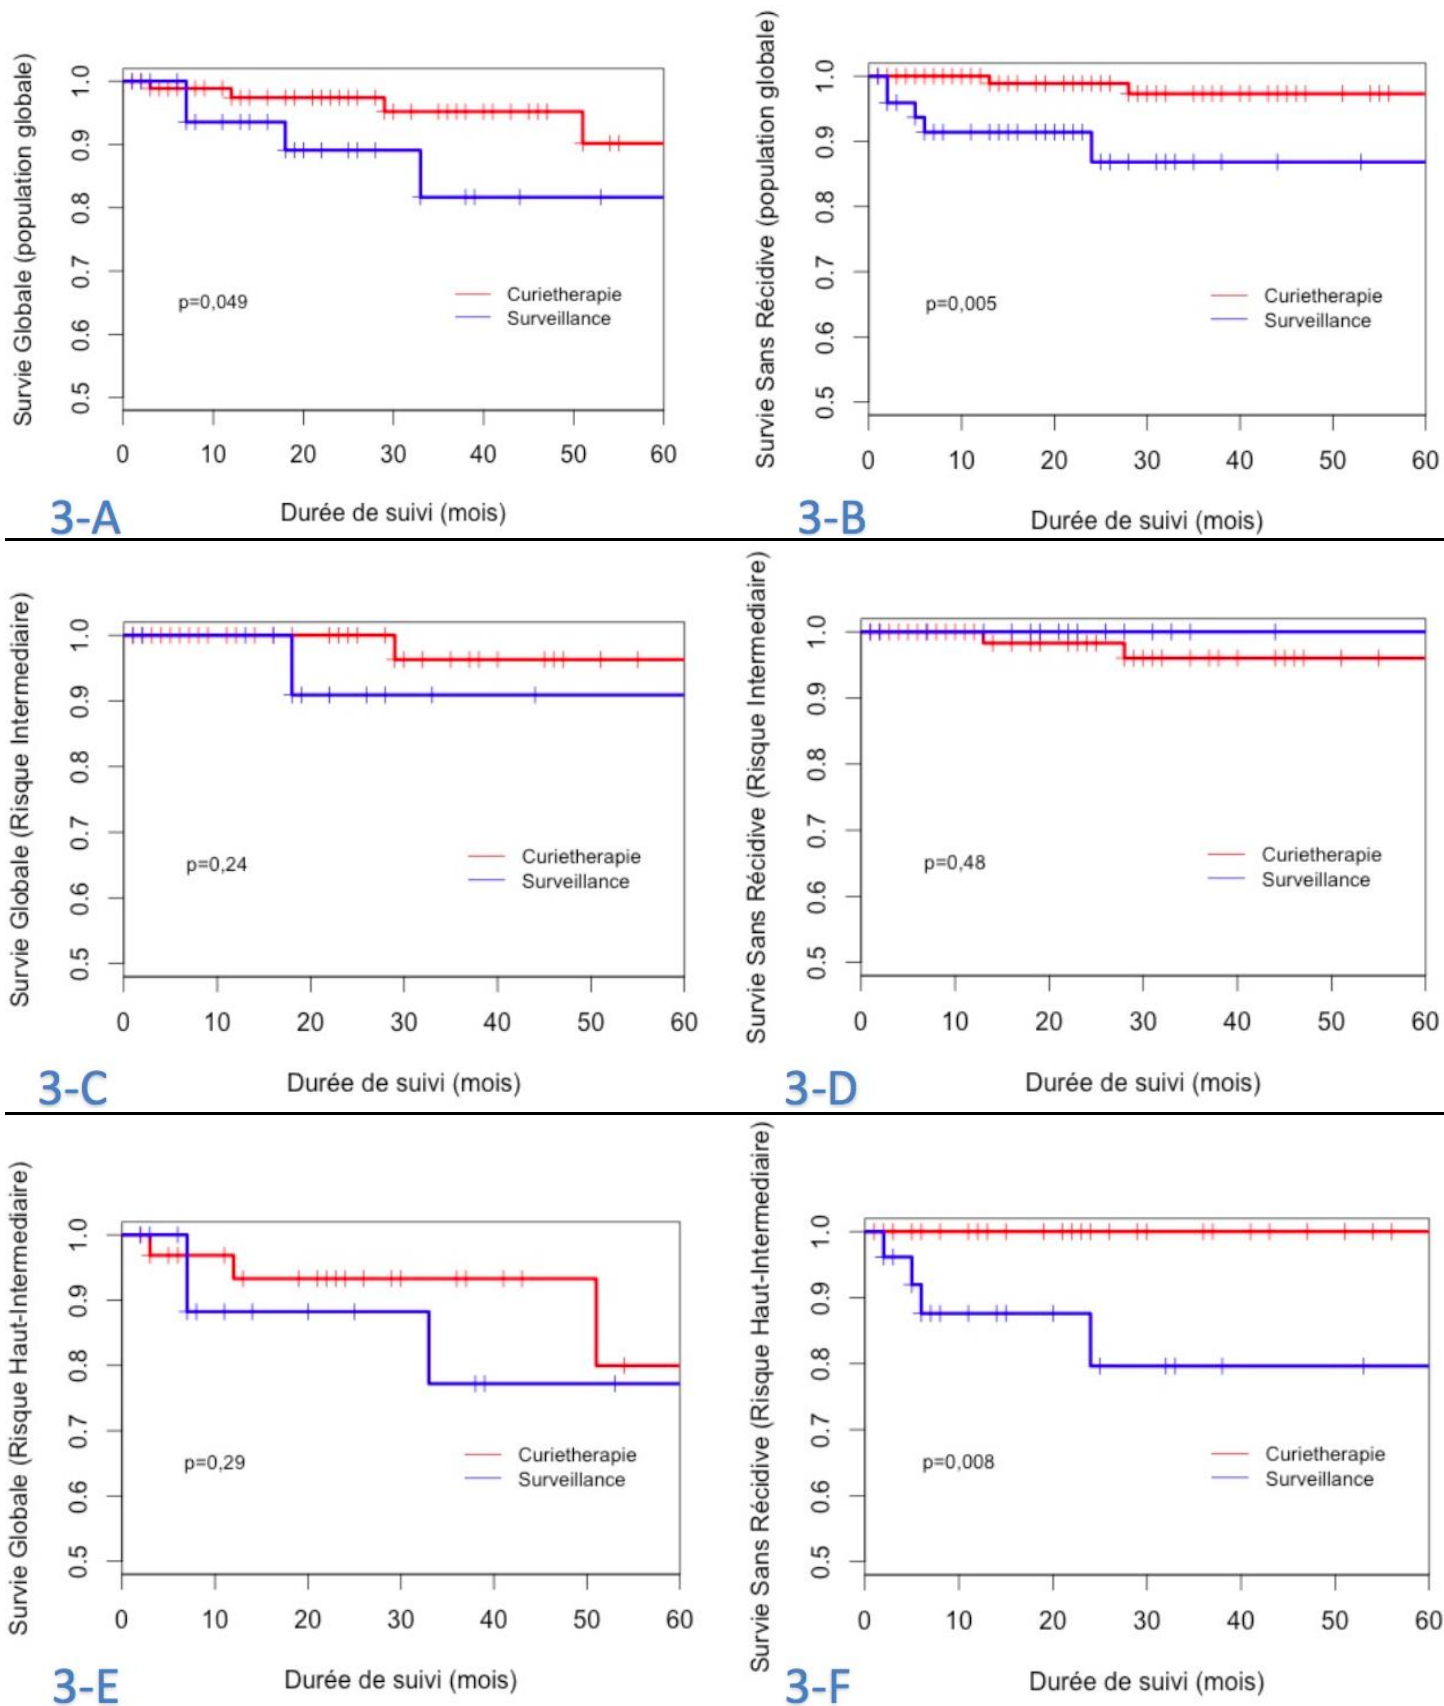 Survie Globale (population globale)
1.0
0.9
0.8
0.7
0.6
0.5
p=0,049
Curietherapie
Surveillance
0 10 20 30 40 50 60
3-A
Durée de suivi (mois)
Survie Sans Récidive (population globale)
1.0
0.9
0.8
0.7
0.6
0.5
p=0,005
Curietherapie
Surveillance
0 10 20 30 40 50 60
3-B
Durée de suivi (mois)
Survie Globale (Risque Intermediaire)
1.0
0.9
0.8
0.7
0.6
0.5
p=0,24
Curietherapie
Surveillance
0 10 20 30 40 50 60
3-C
Durée de suivi (mois)
Survie Sans Récidive (Risque Intermediaire)
1.0
0.9
0.8
0.7
0.6
0.5
p=0,48
Curietherapie
Surveillance
0 10 20 30 40 50 60
3-D
Durée de suivi (mois)
Survie Globale (Risque Haut-Intermediaire)
1.0
0.9
0.8
0.7
0.6
0.5
p=0,29
Curietherapie
Surveillance
0 10 20 30 40 50 60
3-E
Durée de suivi (mois)
Survie Sans Récidive (Risque Haut-Intermediaire)
1.0
0.9
0.8
0.7
0.6
0.5
p=0,008
Curietherapie
Surveillance
0 10 20 30 40 50 60
3-F
Durée de suivi (mois)